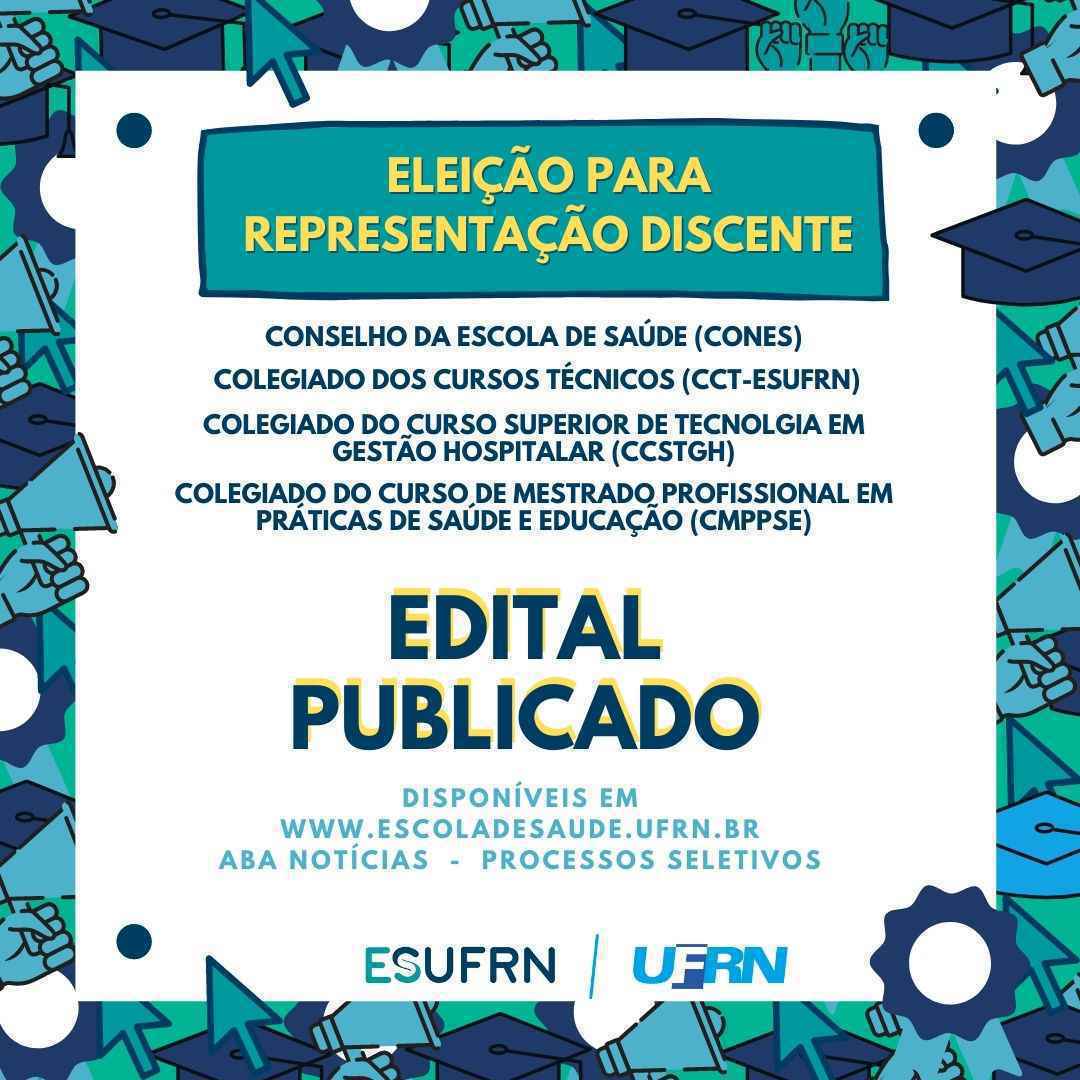 ELEIÇÃO PARA
REPRESENTAÇÃO DISCENTE
CONSELHO DA ESCOLA DE SAÚDE (CONES)
COLEGIADO DOS CURSOS TÉCNICOS (CCT-ESUFRN)
COLEGIADO DO CURSO SUPERIOR DE TECNOLGIA EM
GESTÃO HOSPITALAR (CCSTGH)
COLEGIADO DO CURSO DE MESTRADO PROFISSIONAL EM
PRÁTICAS DE SAÚDE E EDUCAÇÃO (CMPPSE)
EDITAL
PUBLICADO
DISPONÍVEIS EM
WWW.ESCOLADESAUDE.UFRN.BR
ABA NOTÍCIAS - PROCESSOS SELETIVOS
ESUFRN UFRN